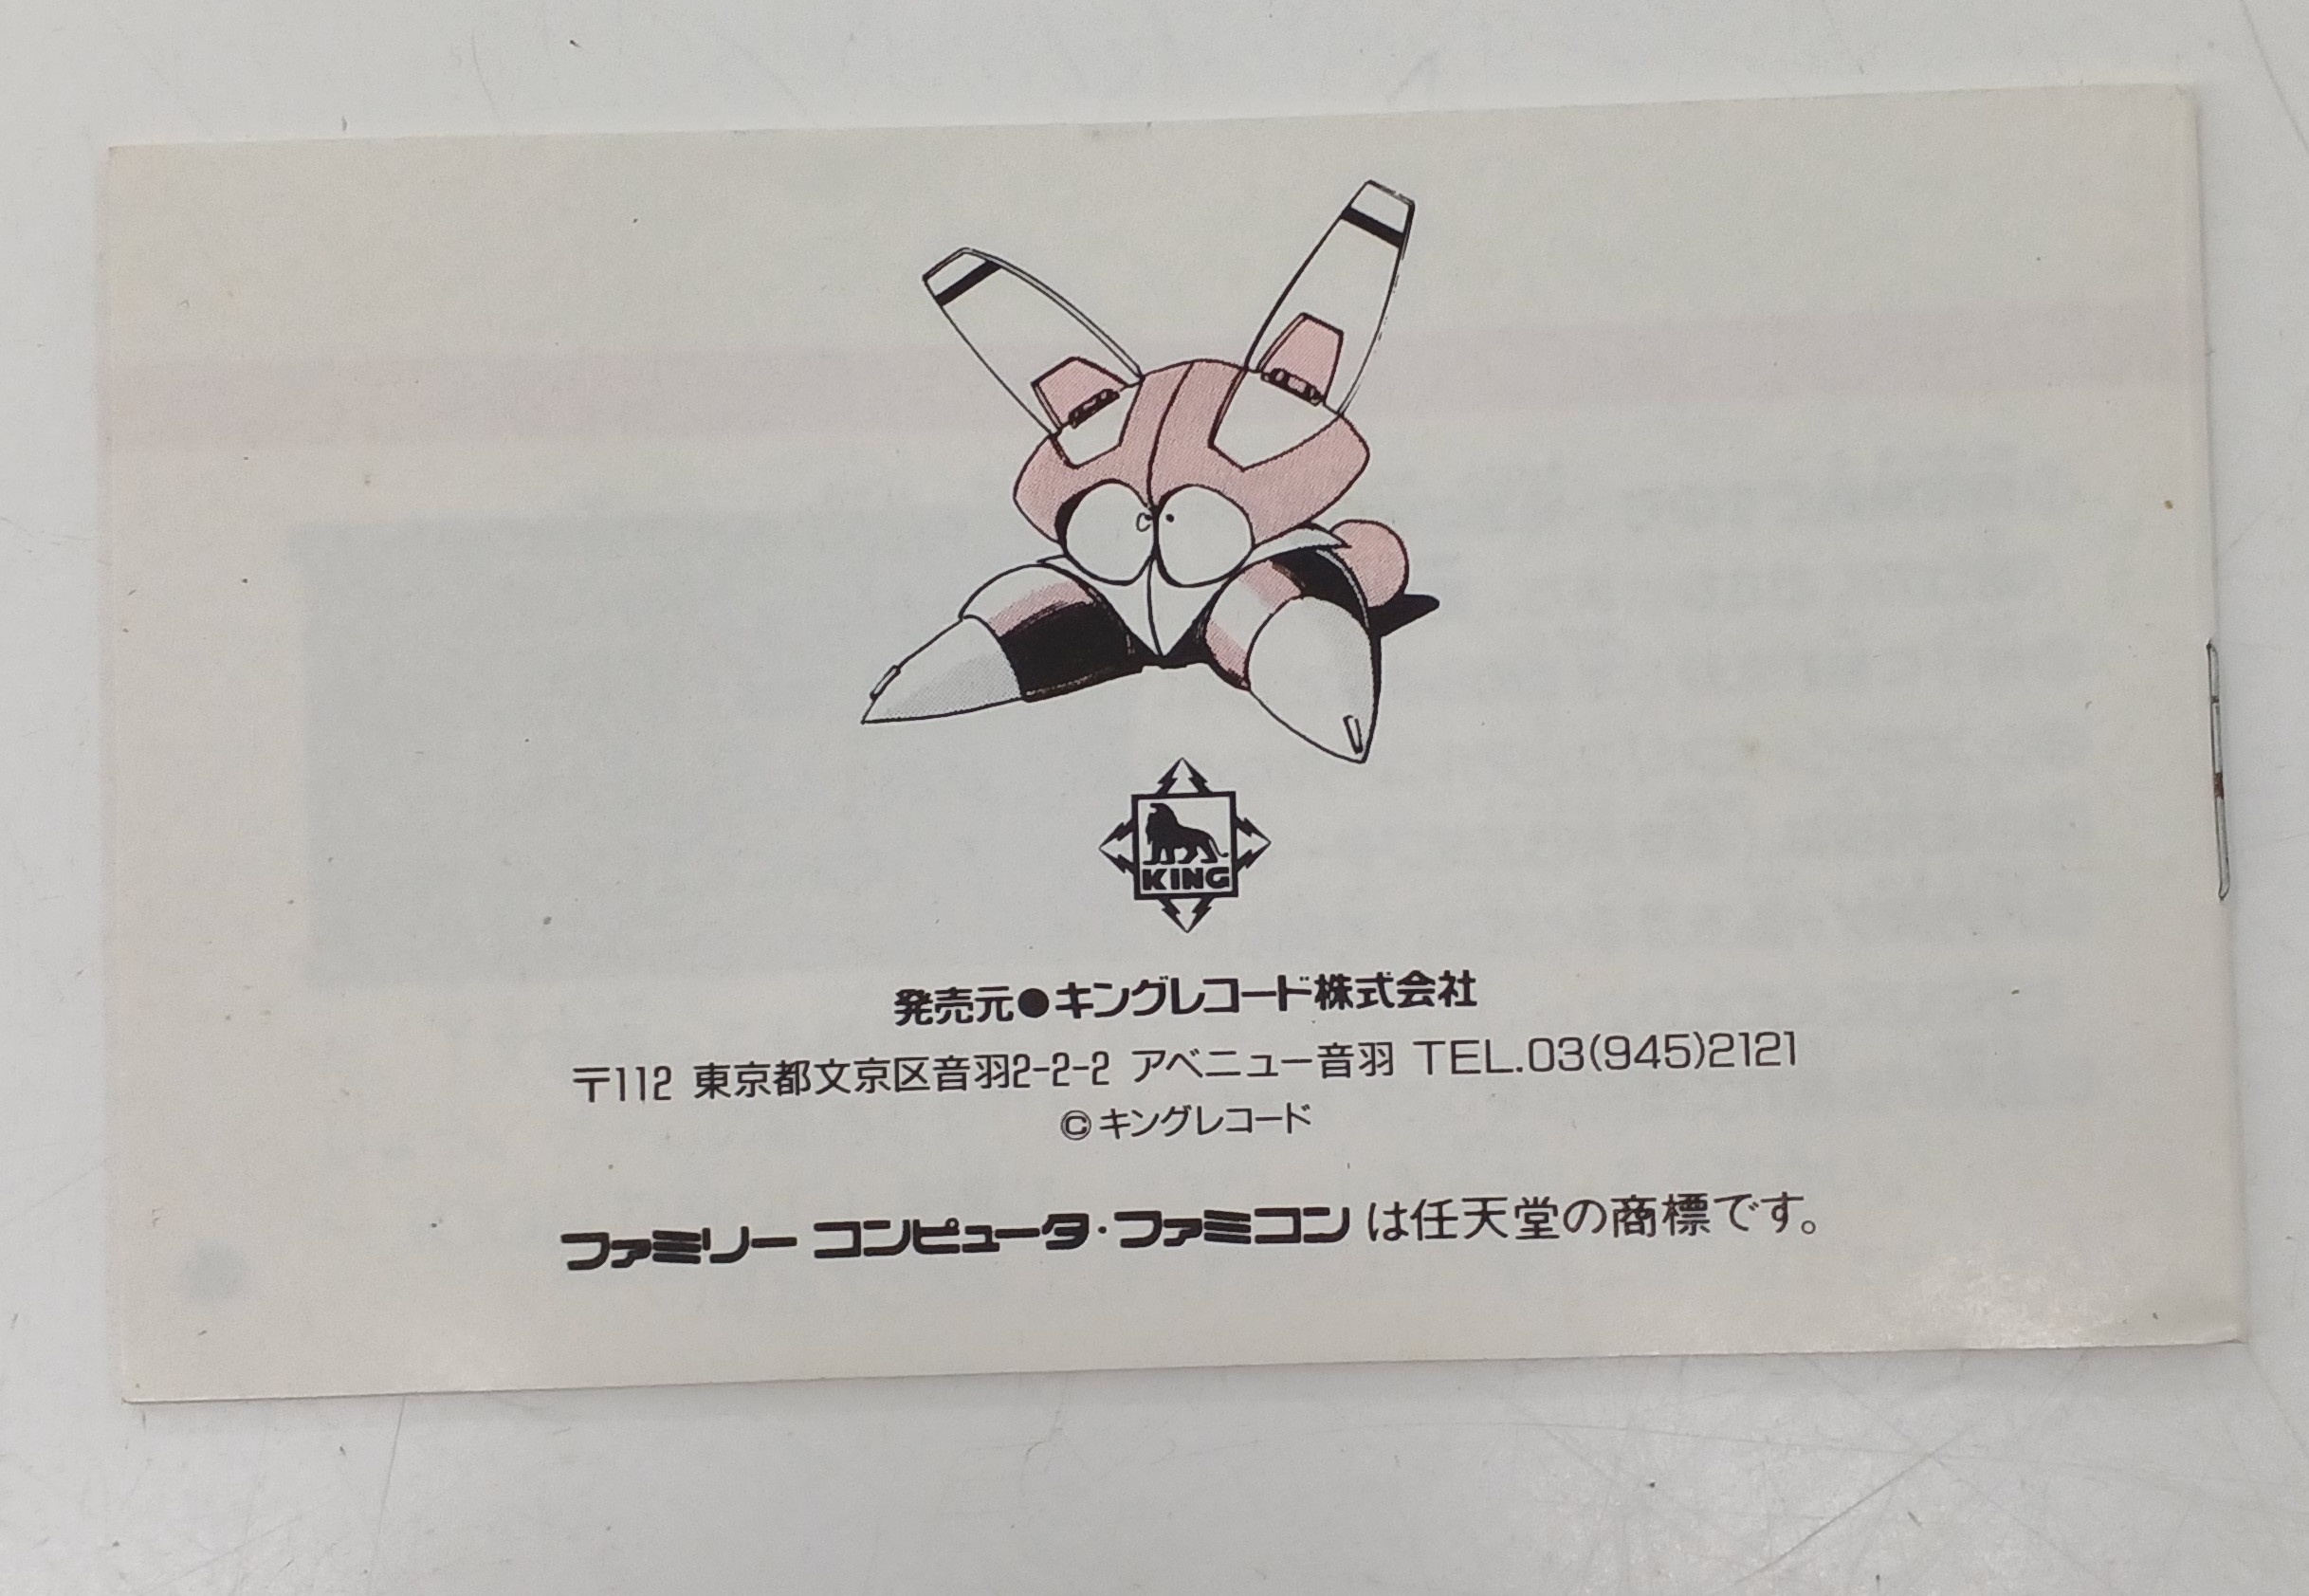 KING
発売元●キングレコード株式会社
〒112 東京都文京区音羽2-2-2 アベニュー音羽 TEL.03(945)2121
©キングレコード
ファミリー コンピュータ・ファミコン は任天堂の商標です。